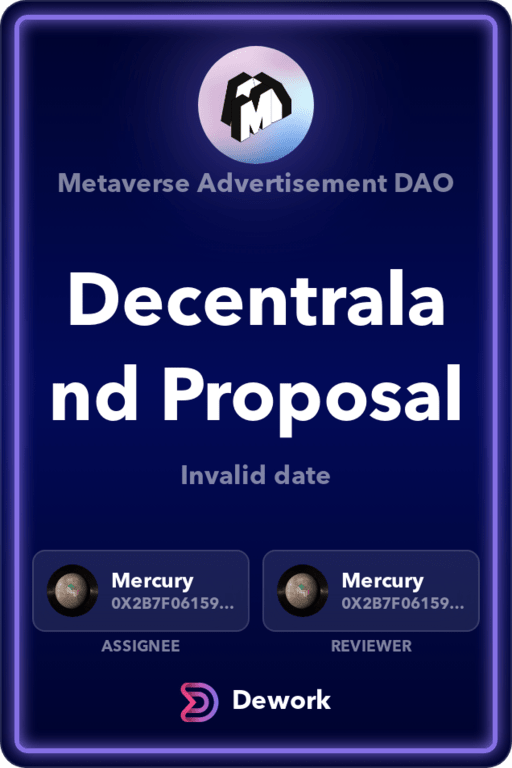 Metaverse Advertisement DAO
Decentrala
nd Proposal
Invalid date
Mercury
0X2B7F06159...
ASSIGNEE
Mercury
0X2B7F06159...
REVIEWER
Dework